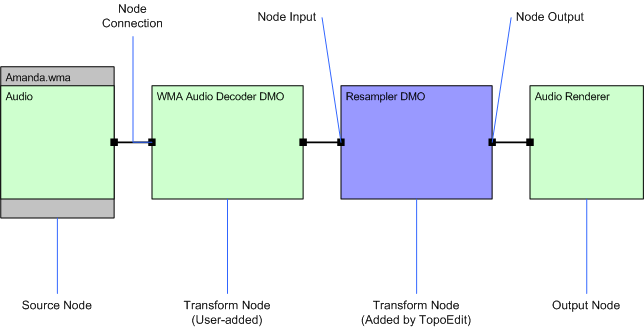 Node
Connection
Node Input
Node Output
Amanda.wma
Audio
WMA Audio Decoder DMO
Resampler DMO
Audio Renderer
Source Node
Transform Node
(User-added)
Transform Node
(Added by TopoEdit)
Output Node